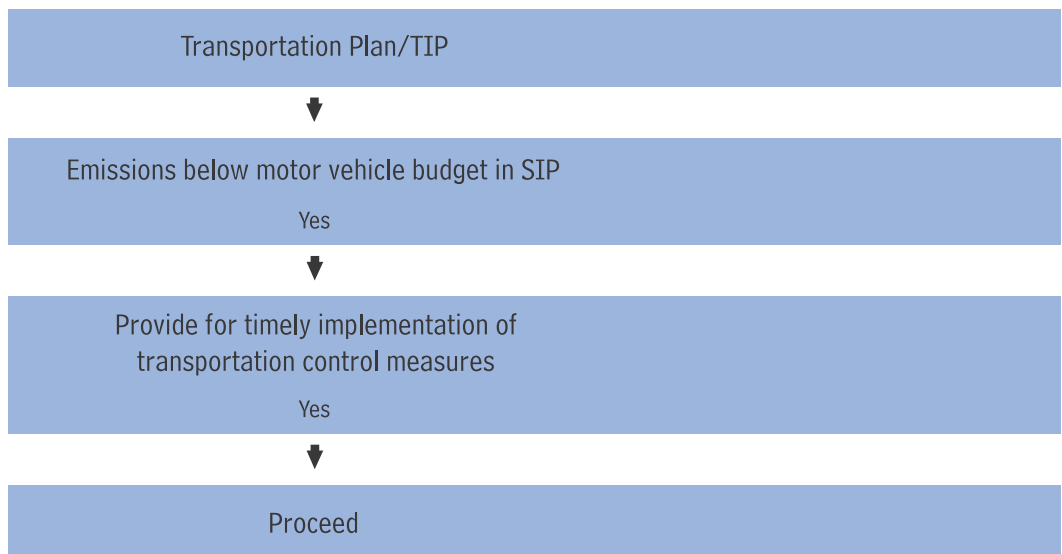 Transportation Plan/TIP
Emissions below motor vehicle budget in SIP
Yes
Provide for timely implementation of
transportation control measures
Yes
Proceed